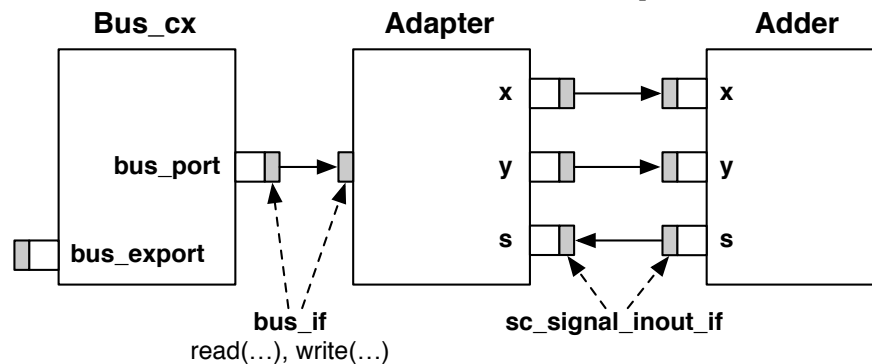 Bus_cx
Adapter
Adder
x
x
bus_port
y
y
bus_export
s
s
bus_if
read(…), write(…)
sc_signal_inout_if